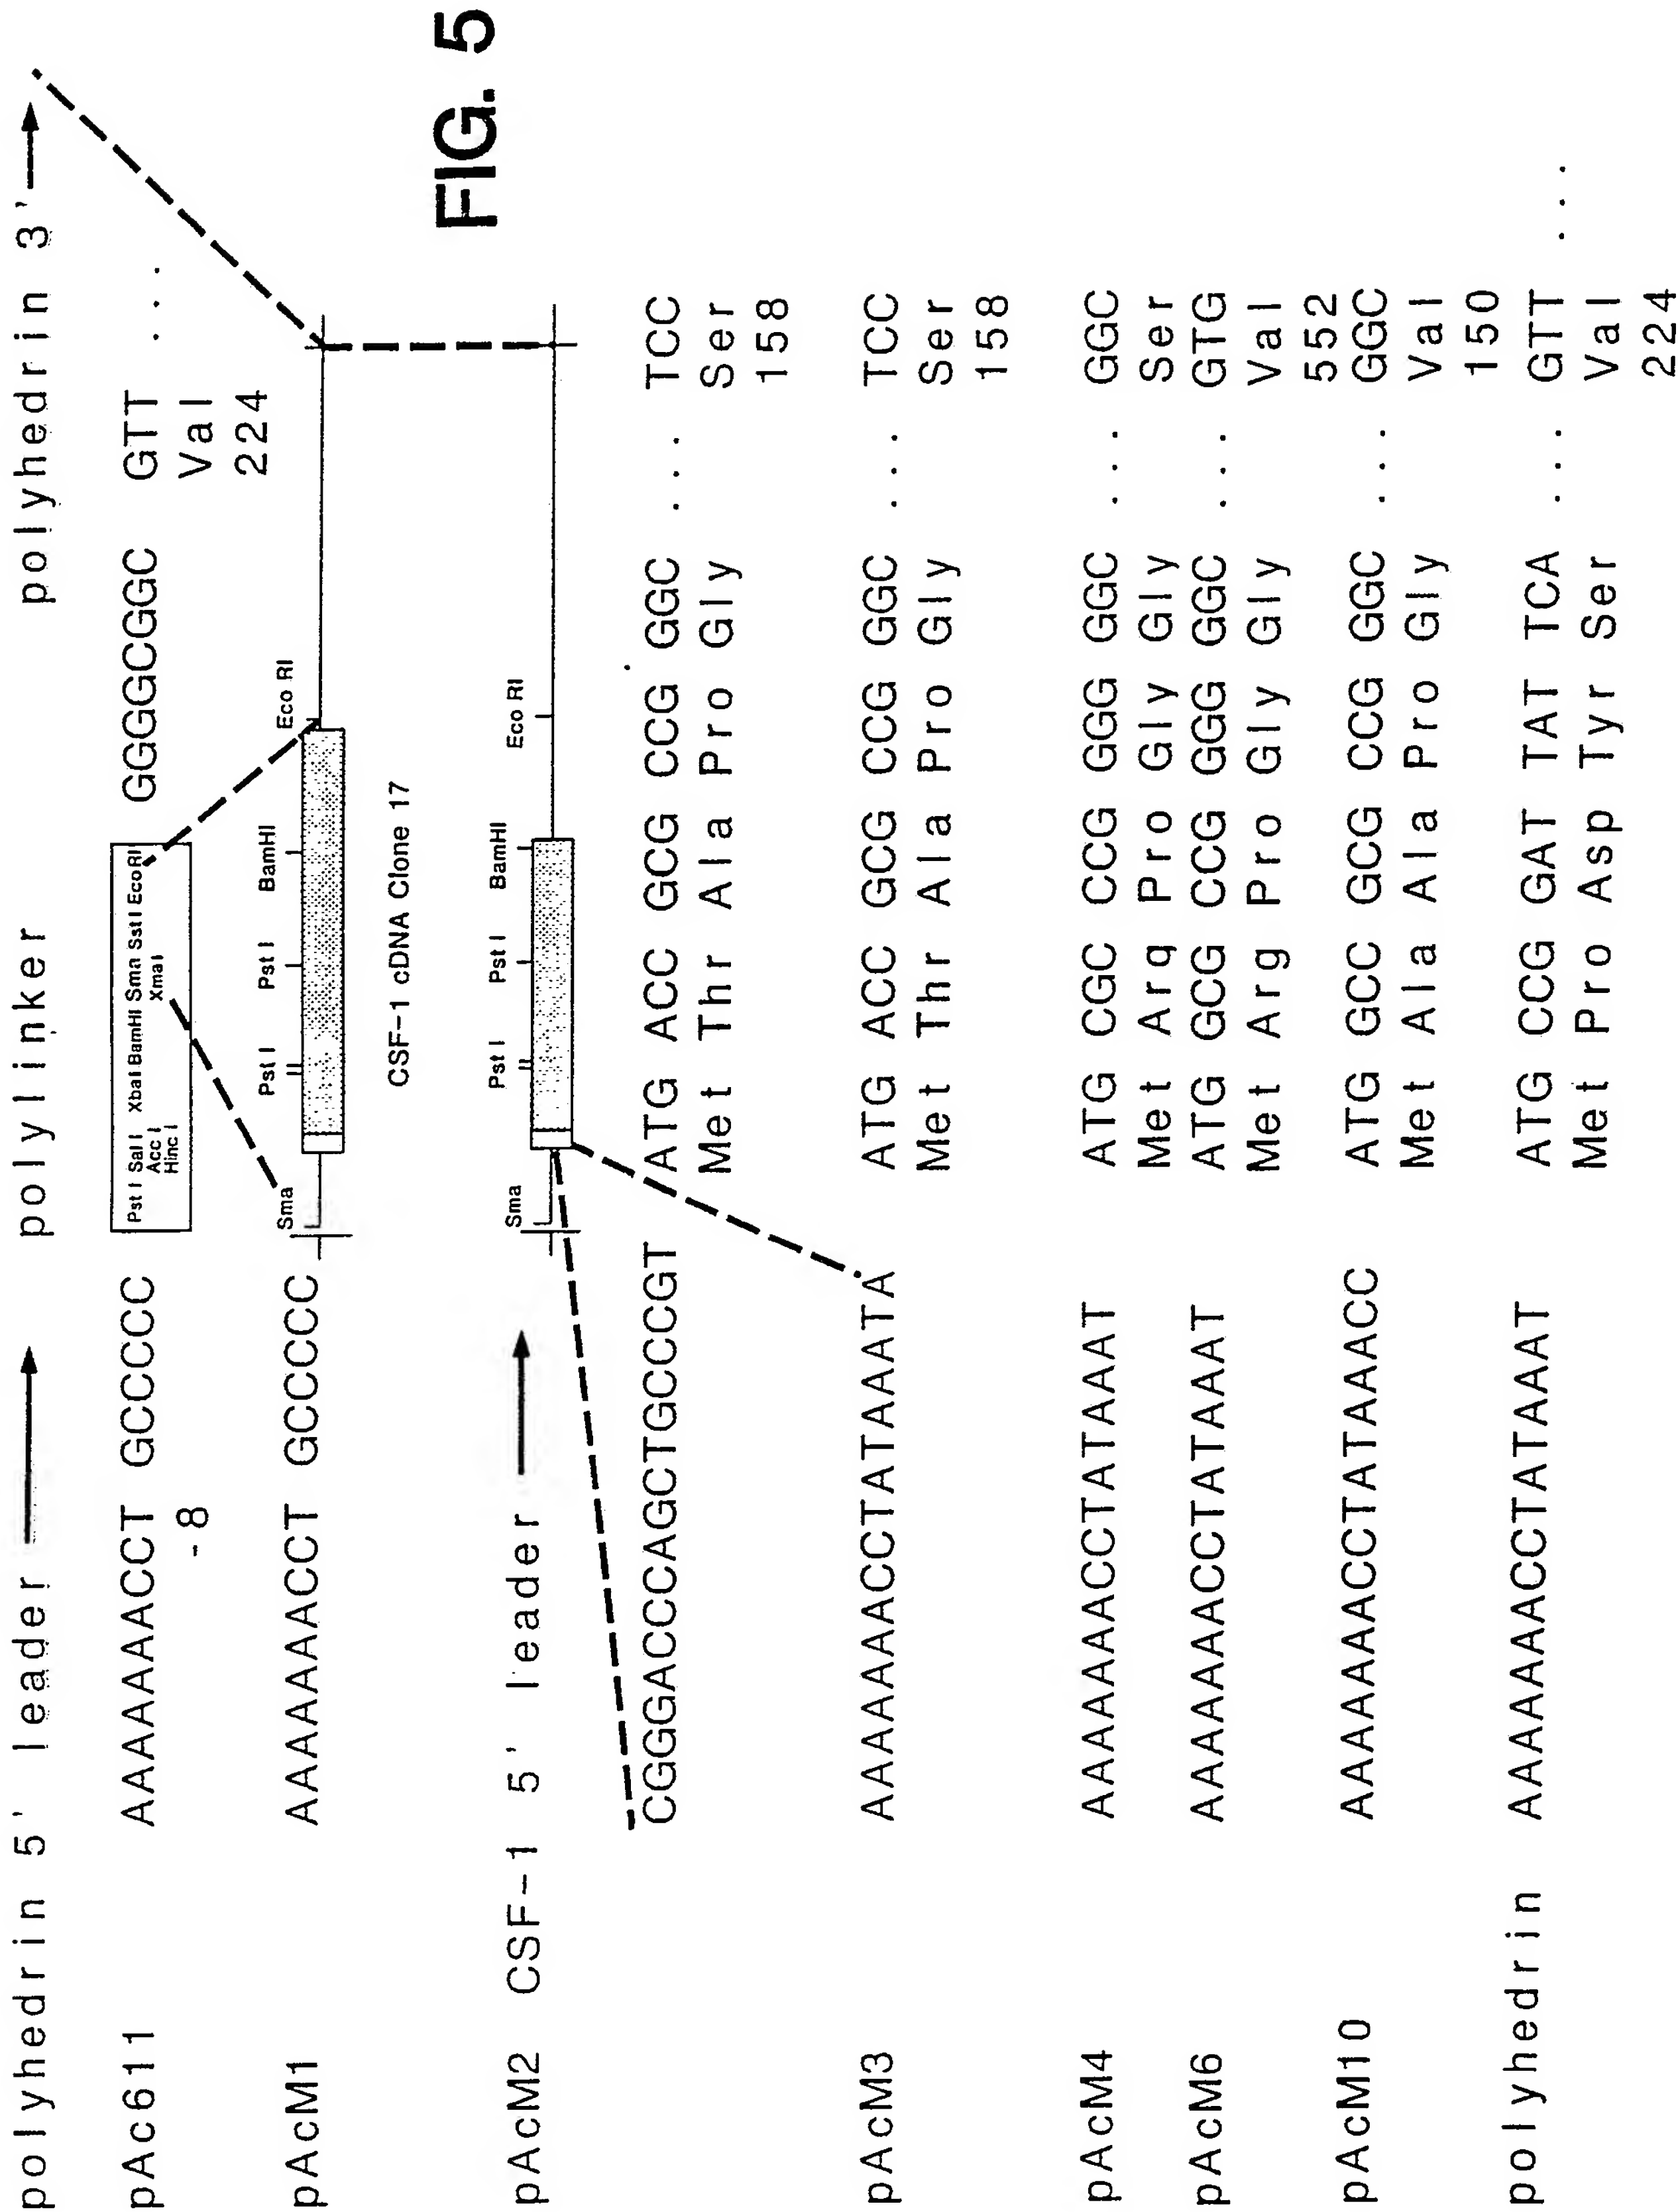 polyhedrin 5' leader polylinker polyhedrin 3'
pAc611 AAAAAAACCT GCCCCC GGGGCGGC GTT ...
-8 Val
224
Pst I Sal I XbaI BamHI Sma Sst I EcoRI
Acc I XmaI
Hinc I
pAcM1 AAAAAAACCT GCCCCC
Sma Pst I Pst I BamHI Eco RI
CSF-1 cDNA Clone 17
FIG. 5
pAcM2 CSF-1 5' leader
Sma Pst I Pst I BamHI Eco RI
CGGGACCCAGCTGCCCGT ATG ACC GCG CCG GGC ... TCC
Met Thr Ala Pro Gly Ser
158
pAcM3 AAAAAAACCTATAAATA ATG ACC GCG CCG GGC ... TCC
Met Thr Ala Pro Gly Ser
158
pAcM4 AAAAAAACCTATAAAT ATG CGC CCG GGG GGC ... GGC
Met Arg Pro Gly Gly Ser
pAcM6 AAAAAAACCTATAAAT ATG GCG CCG GGG GGC ... GTG
Met Arg Pro Gly Gly Val
552
pAcM10 AAAAAAACCTATAAACC ATG GCC GCG CCG GGC ... GGC
Met Ala Ala Pro Gly Val
150
polyhedrin AAAAAAACCTATAAAT ATG CCG GAT TAT TCA ... GTT ...
Met Pro Asp Tyr Ser Val
224